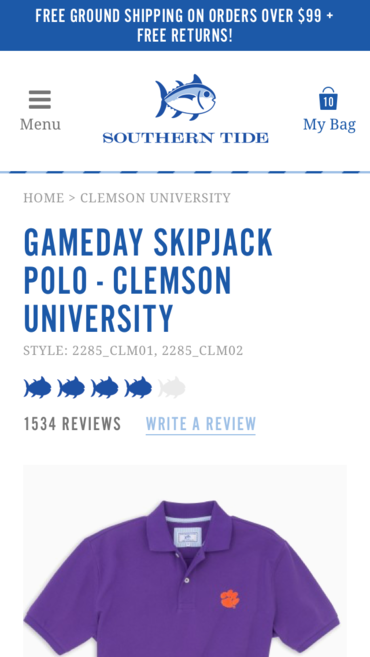 FREE GROUND SHIPPING ON ORDERS OVER $99 +
FREE RETURNS!
Menu
SOUTHERN TIDE
10
My Bag
HOME > CLEMSON UNIVERSITY
GAMEDAY SKIPJACK
POLO - CLEMSON
UNIVERSITY
STYLE: 2285_CLM01, 2285_CLM02
1534 REVIEWS
WRITE A REVIEW